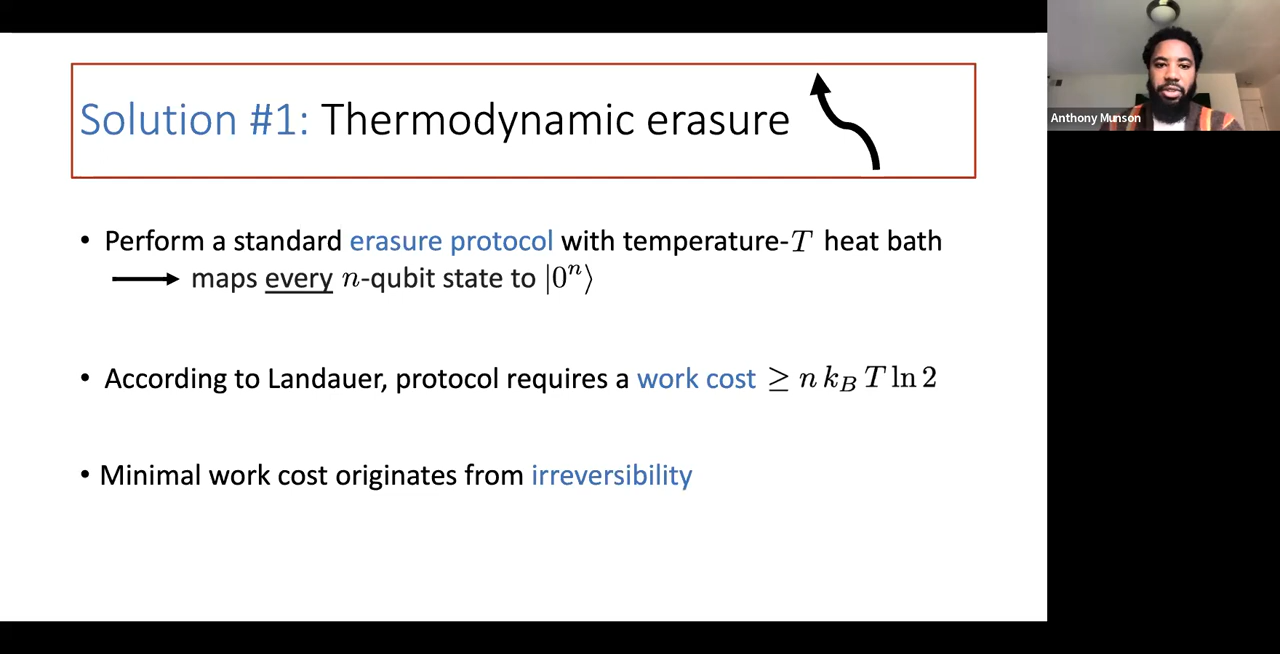 Solution #1: Thermodynamic erasure
Anthony Munson
• Perform a standard erasure protocol with temperature-T heat bath
⟶ maps every n-qubit state to |0ⁿ⟩
• According to Landauer, protocol requires a work cost ≥ n k_B T ln 2
• Minimal work cost originates from irreversibility